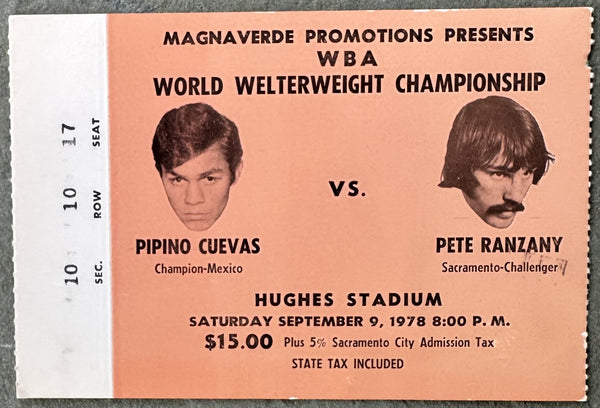 MAGNAVERDE PROMOTIONS PRESENTS
WBA
WORLD WELTERWEIGHT CHAMPIONSHIP
VS.
PIPINO CUEVAS
Champion-Mexico
PETE RANZANY
Sacramento-Challenger
HUGHES STADIUM
SATURDAY SEPTEMBER 9, 1978 8:00 P. M.
$15.00 Plus 5% Sacramento City Admission Tax
STATE TAX INCLUDED
10 10 17
SEC. ROW SEAT